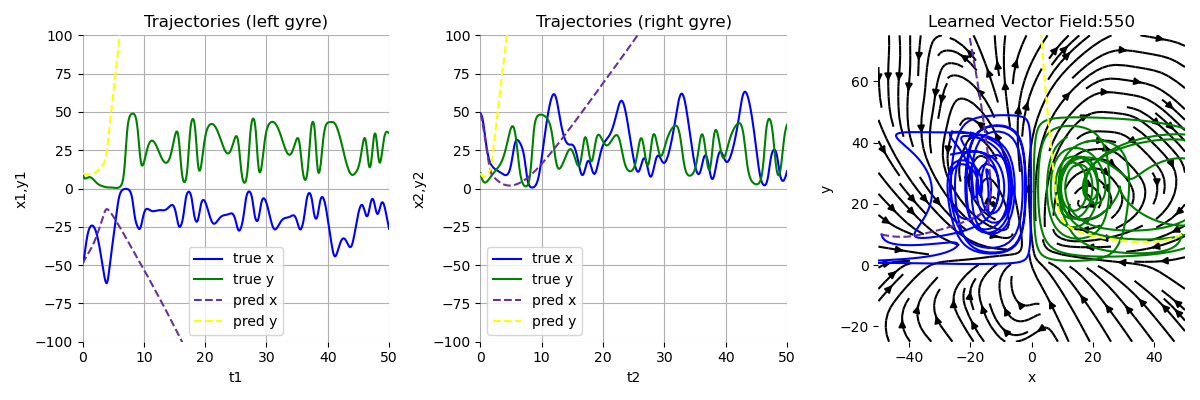 Trajectories (left gyre)
100
75
50
25
0
−25
−50
−75
−100
0
10
20
30
40
50
x1,y1
t1
true x
true y
pred x
pred y
Trajectories (right gyre)
100
75
50
25
0
−25
−50
−75
−100
0
10
20
30
40
50
x2,y2
t2
true x
true y
pred x
pred y
Learned Vector Field:550
60
40
20
0
−20
−40
−20
0
20
40
y
x